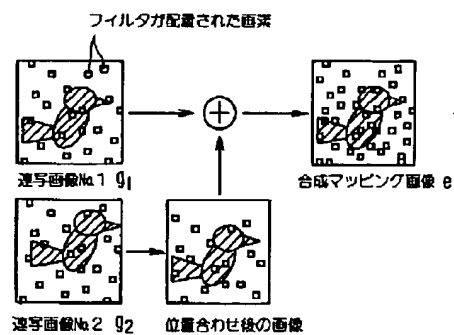 フィルタが配置された画素
連写画像No.1 g1
合成マッピング画像 e
連写画像No.2 g2
位置合わせ後の画像